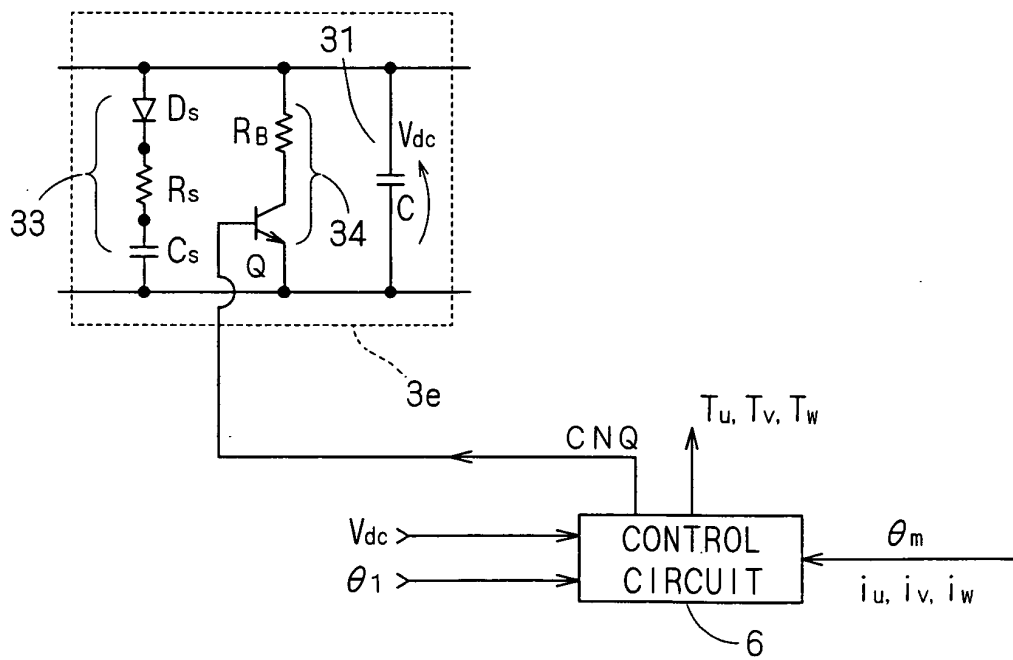 31
Ds
RB
Vdc
Rs
33
34
C
Cs
Q
3e
Tu, Tv, Tw
CNQ
Vdc
CONTROL
CIRCUIT
θm
θ1
iu, iv, iw
6